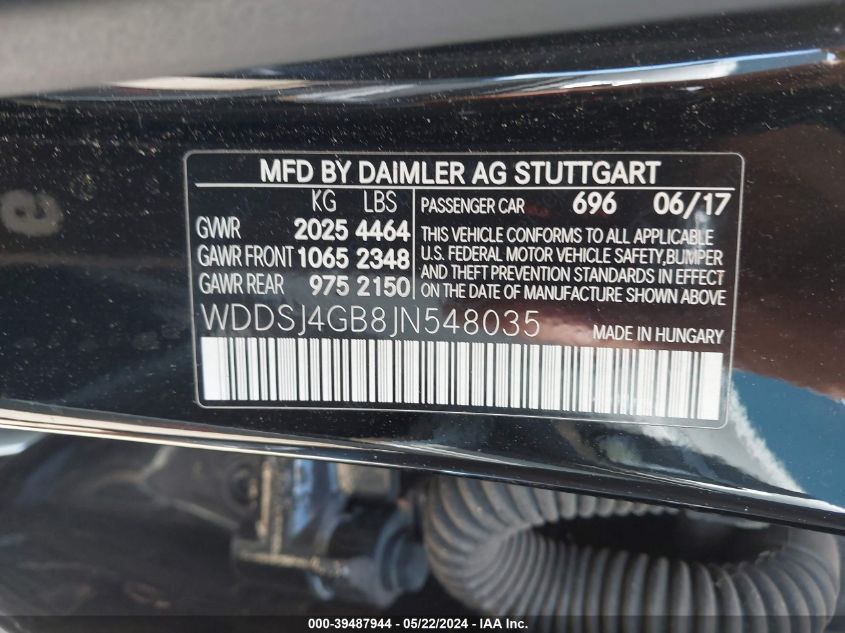 MFD BY DAIMLER AG STUTTGART
KG LBS
GVWR 2025 4464
GAWR FRONT 1065 2348
GAWR REAR 975 2150
PASSENGER CAR 696 06/17
THIS VEHICLE CONFORMS TO ALL APPLICABLE
U.S. FEDERAL MOTOR VEHICLE SAFETY,BUMPER
AND THEFT PREVENTION STANDARDS IN EFFECT
ON THE DATE OF MANUFACTURE SHOWN ABOVE
WDDSJ4GB8JN548035
MADE IN HUNGARY
000-39487944 / 05/22/2024 - IAA Inc.